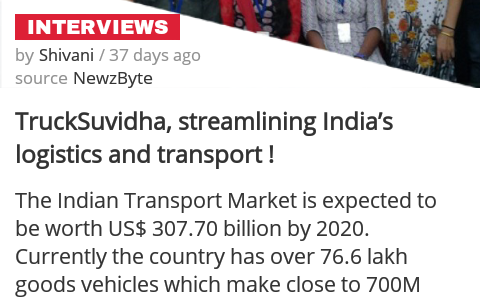 INTERVIEWS
by Shivani / 37 days ago
source NewzByte
TruckSuvidha, streamlining India’s
logistics and transport !
The Indian Transport Market is expected to
be worth US$ 307.70 billion by 2020.
Currently the country has over 76.6 lakh
goods vehicles which make close to 700M